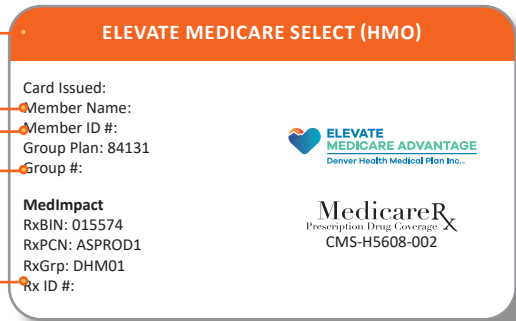 ELEVATE MEDICARE SELECT (HMO)
Card Issued:
Member Name:
Member ID #:
Group Plan: 84131
Group #:
MedImpact
RxBIN: 015574
RxPCN: ASPROD1
RxGrp: DHM01
Rx ID #:
ELEVATE
MEDICARE ADVANTAGE
Denver Health Medical Plan Inc..
MedicareRx
Prescription Drug Coverage
CMS-H5608-002